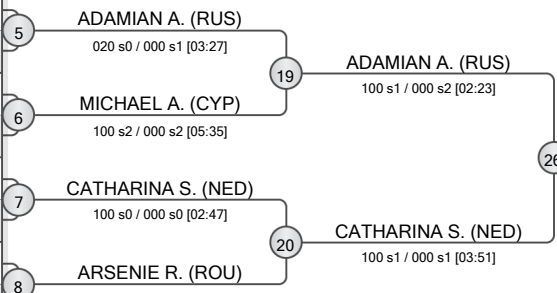 ADAMIAN A. (RUS)
5
020 s0 / 000 s1 [03:27]
19
ADAMIAN A. (RUS)
100 s1 / 000 s2 [02:23]
MICHAEL A. (CYP)
6
100 s2 / 000 s2 [05:35]
26
CATHARINA S. (NED)
7
100 s0 / 000 s0 [02:47]
20
CATHARINA S. (NED)
100 s1 / 000 s1 [03:51]
ARSENIE R. (ROU)
8